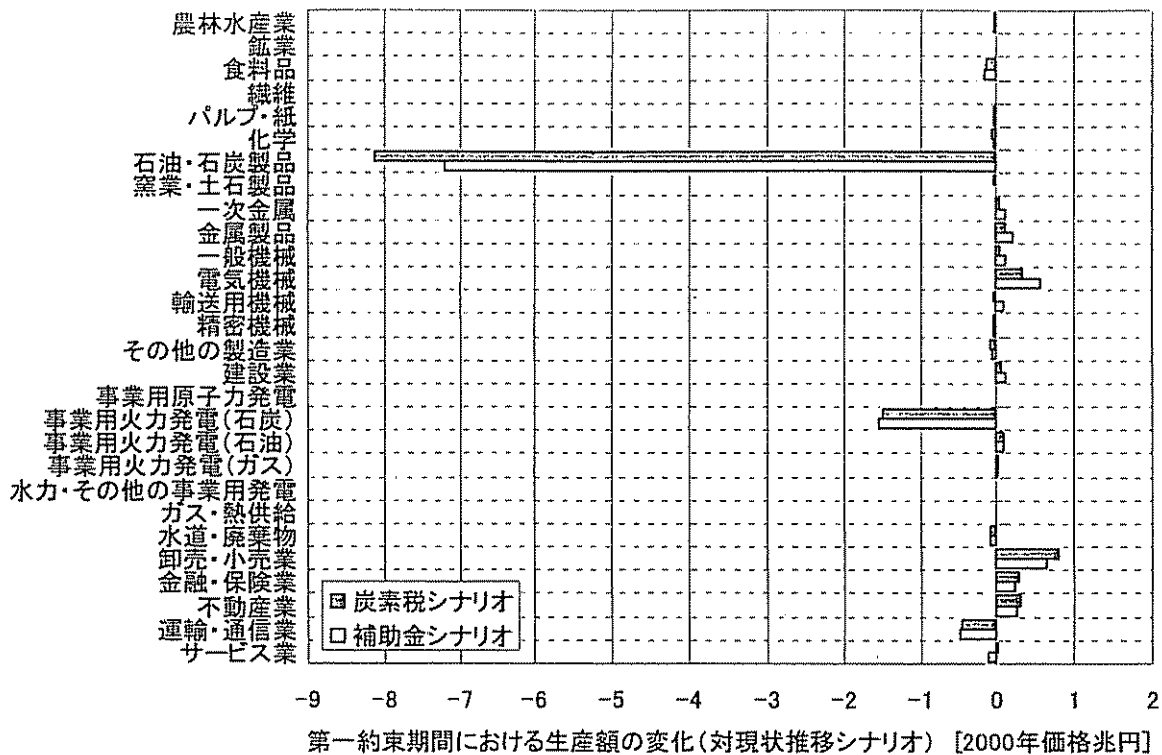 農林水産業
鉱業
食料品
繊維
パルプ・紙
化学
石油・石炭製品
窯業・土石製品
一次金属
金属製品
一般機械
電気機械
輸送用機械
精密機械
その他の製造業
建設業
事業用原子力発電
事業用火力発電(石炭)
事業用火力発電(石油)
事業用火力発電(ガス)
水力・その他の事業用発電
ガス・熱供給
水道・廃棄物
卸売・小売業
金融・保険業
不動産業
運輸・通信業
サービス業
炭素税シナリオ
補助金シナリオ
-9 -8 -7 -6 -5 -4 -3 -2 -1 0 1 2
第一約束期間における生産額の変化(対現状推移シナリオ) [2000年価格兆円]